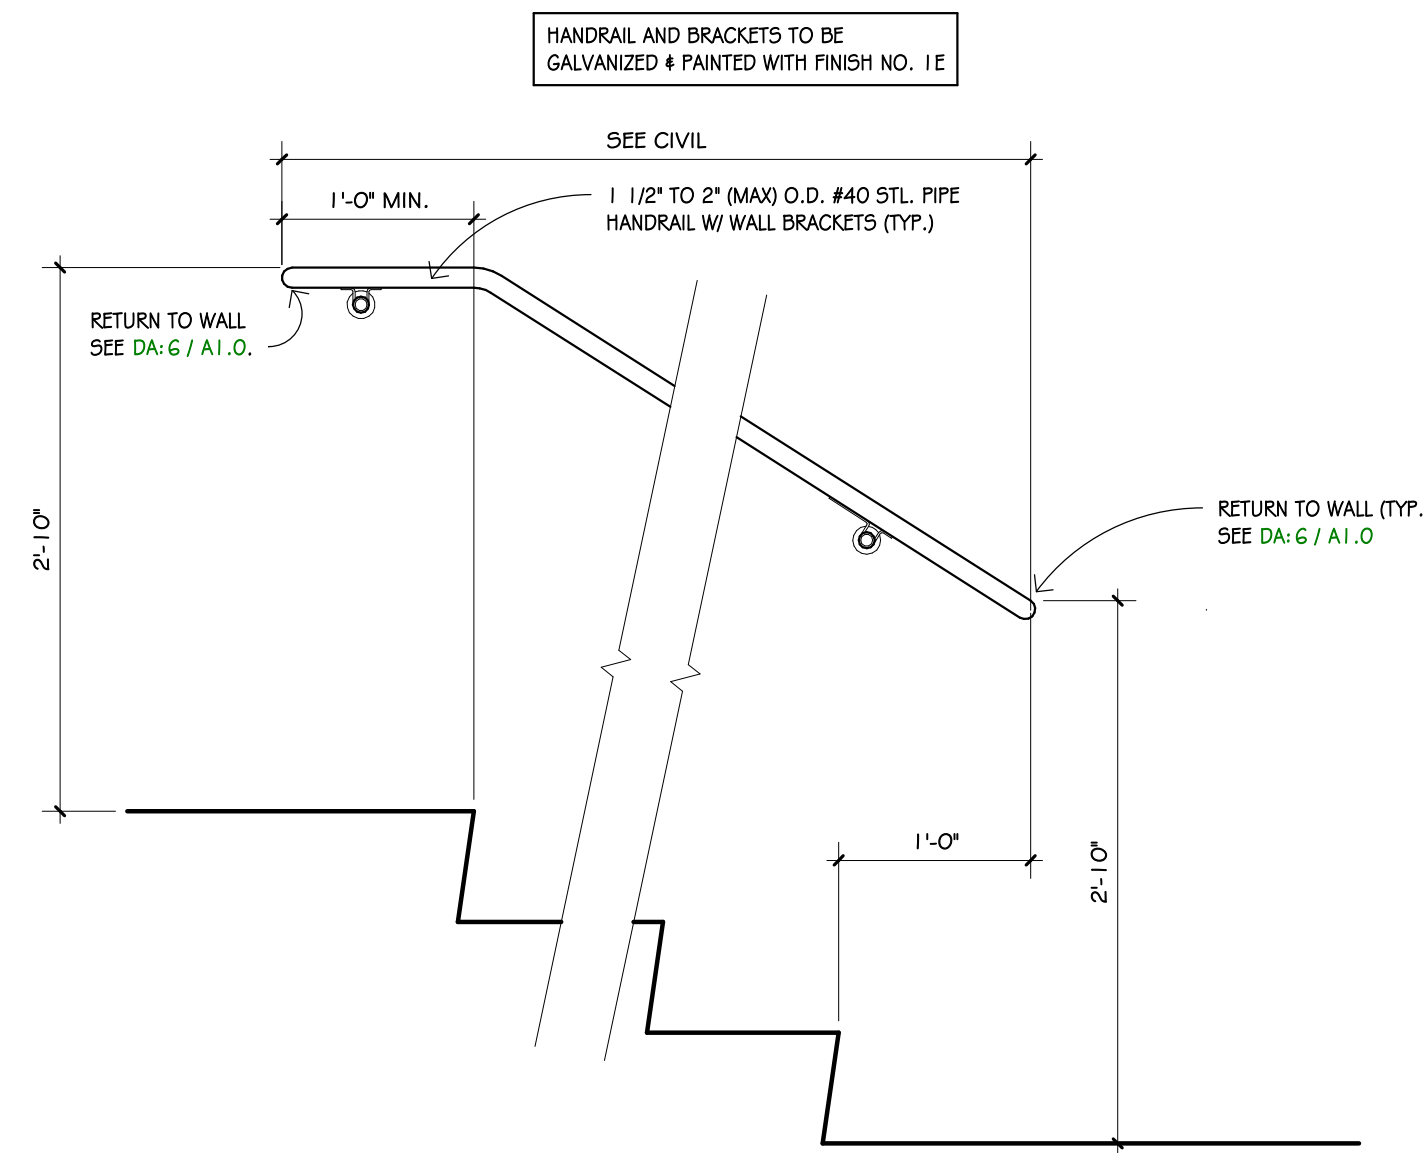 HANDRAIL AND BRACKETS TO BE
GALVANIZED & PAINTED WITH FINISH NO. 1E
SEE CIVIL
1'-0" MIN.
1 1/2" TO 2" (MAX) O.D. #40 STL. PIPE
HANDRAIL W/ WALL BRACKETS (TYP.)
RETURN TO WALL
SEE DA:6 / A1.0.
2'-10"
RETURN TO WALL (TYP.
SEE DA:6 / A1.0
1'-0"
2'-10"